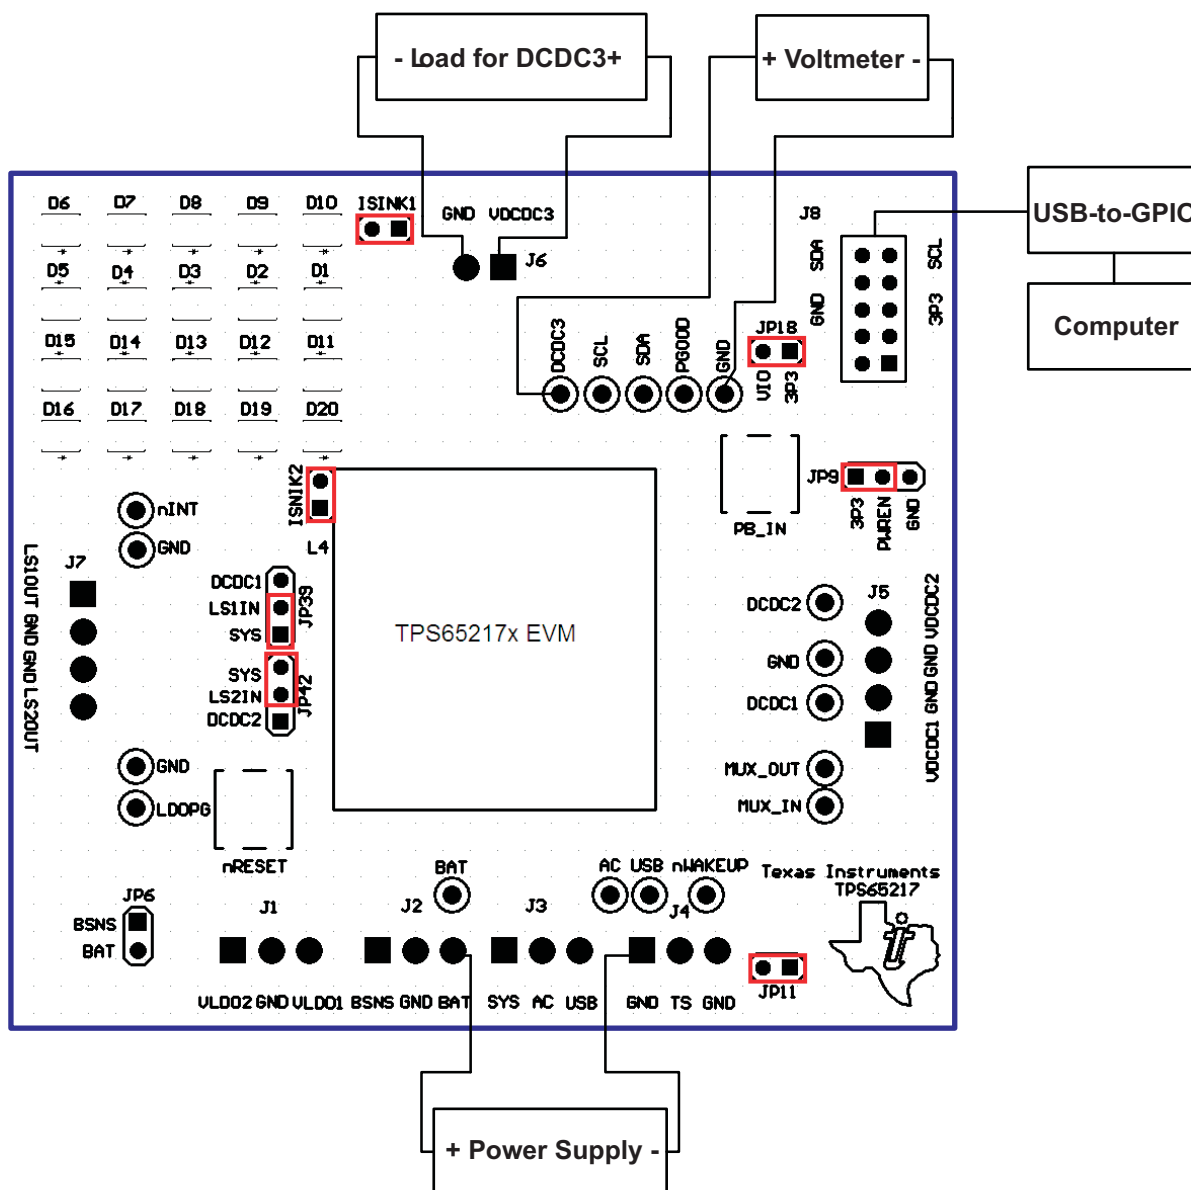 - Load for DCDC3+
+ Voltmeter -
USB-to-GPIO
Computer
D6 D7 D8 D9 D10
ISINK1
GND VDCDC3
J6
J8
SDA SCL
GND 3P3
D5 D4 D3 D2 D1
D15 D14 D13 D12 D11
D16 D17 D18 D19 D20
DCDC3 SCL SDA PGOOD GND
JP18
VIO 3P3
ISNIK2
L4
PB_IN
JP9
3P3 PWREN GND
nINT
GND
J7
LS1OUT GND GND LS2OUT
DCDC1
LS1IN
SYS
JP39
SYS
LS2IN
DCDC2
JP42
TPS65217x EVM
DCDC2
GND
DCDC1
MUX_OUT
MUX_IN
J5
VDCDC1 GND GND VDCDC2
GND
LDOPG
nRESET
BAT
AC USB nWAKEUP
Texas Instruments
TPS65217
JP6
BSNS
BAT
J1 J2 J3 J4
VLDO2 GND VLDO1 BSNS GND BAT SYS AC USB GND TS GND
JP11
+ Power Supply -